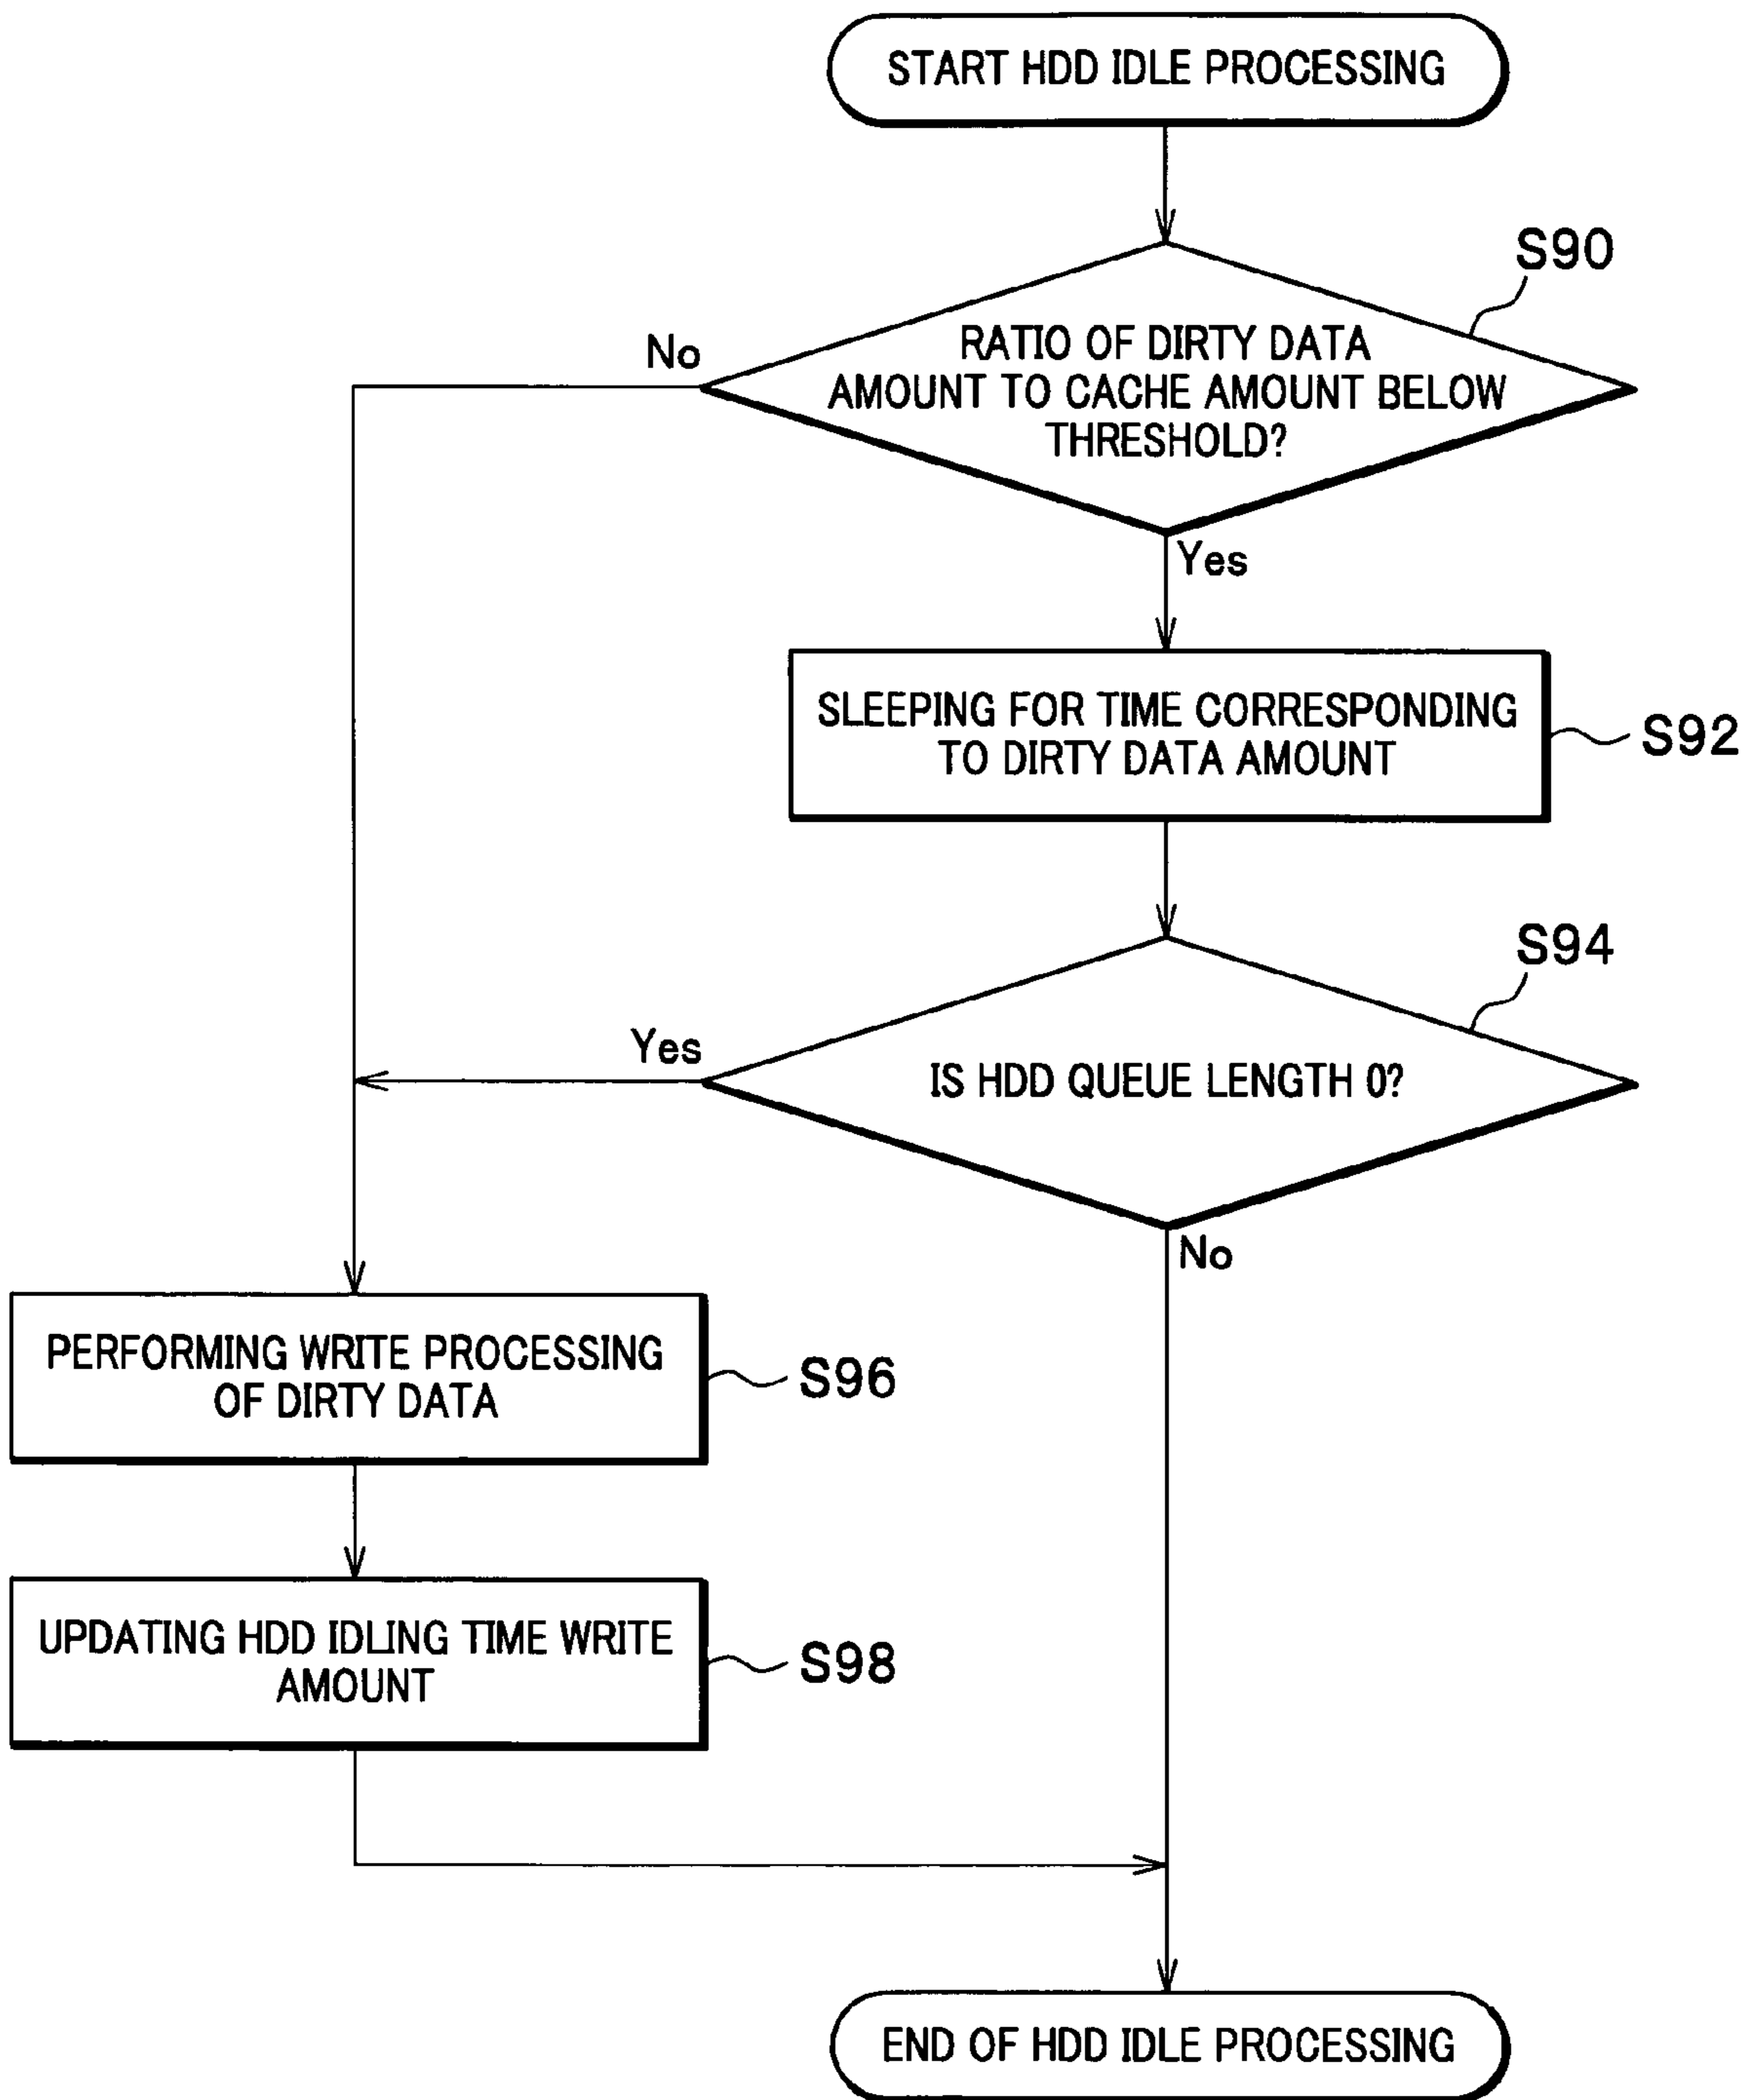 START HDD IDLE PROCESSING
S90
No
RATIO OF DIRTY DATA
AMOUNT TO CACHE AMOUNT BELOW
THRESHOLD?
Yes
SLEEPING FOR TIME CORRESPONDING
TO DIRTY DATA AMOUNT
S92
S94
Yes
IS HDD QUEUE LENGTH 0?
No
PERFORMING WRITE PROCESSING
OF DIRTY DATA
S96
UPDATING HDD IDLING TIME WRITE
AMOUNT
S98
END OF HDD IDLE PROCESSING